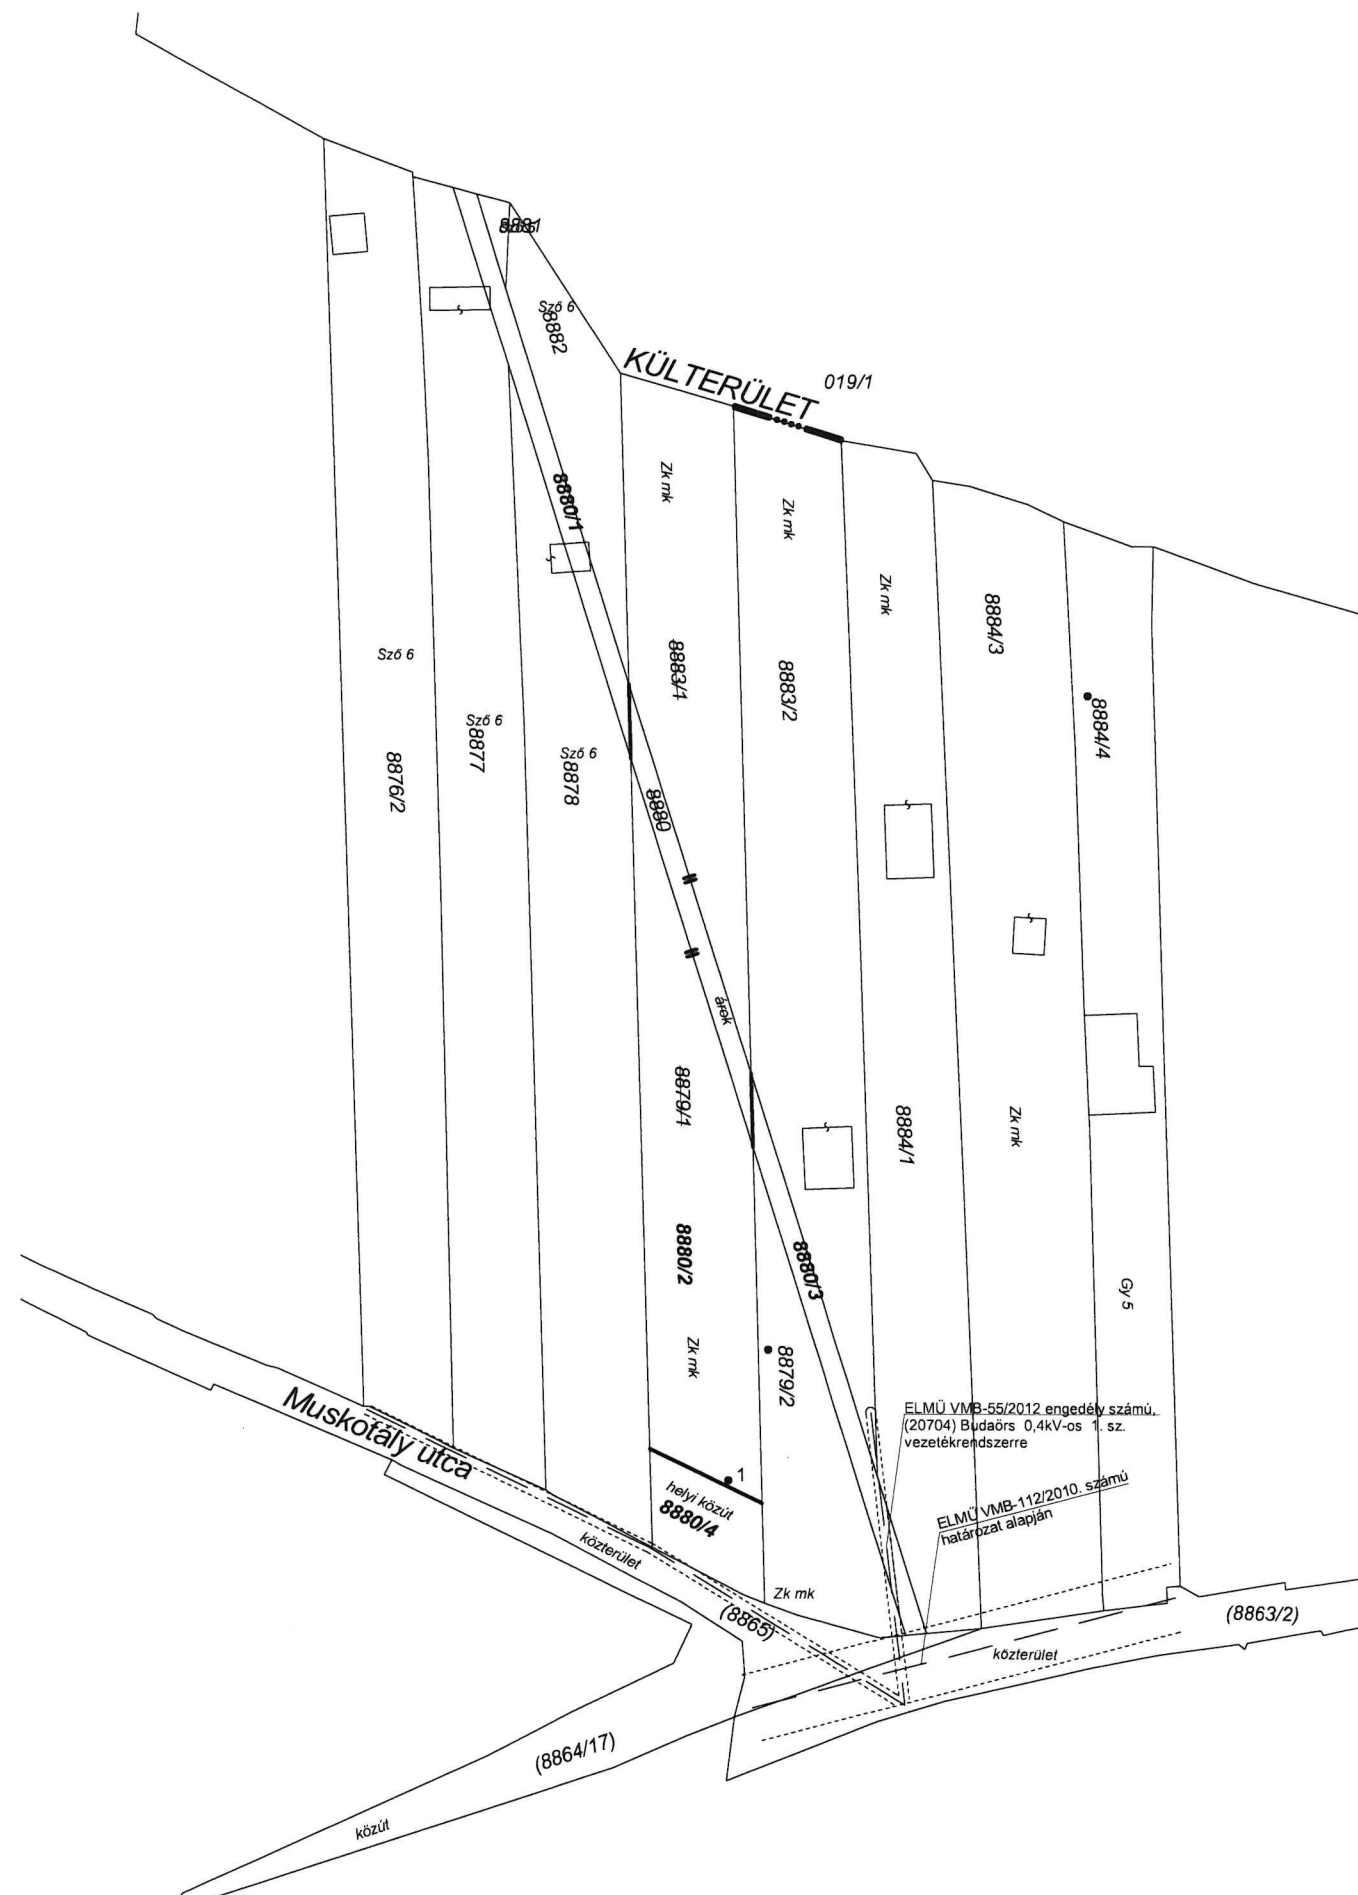 8881
Sző 6
8882
KÜLTERÜLET
019/1
Zk mk
8880/1
Zk mk
Zk mk
8884/3
Sző 6
8883/1
8883/2
8884/4
Sző 6
8877
Sző 6
8878
8876/2
8880
árok
8879/1
8884/1
Zk mk
8880/2
8880/3
Gy 5
Zk mk
8879/2
Muskotály utca
ELMŰ VMB-55/2012 engedély számú,
(20704) Budaörs 0,4kV-os 1. sz.
vezetékrendszerre
1
helyi közút
8880/4
ELMŰ VMB-112/2010. számú
határozat alapján
közterület
Zk mk
(8865)
(8863/2)
közterület
(8864/17)
közút